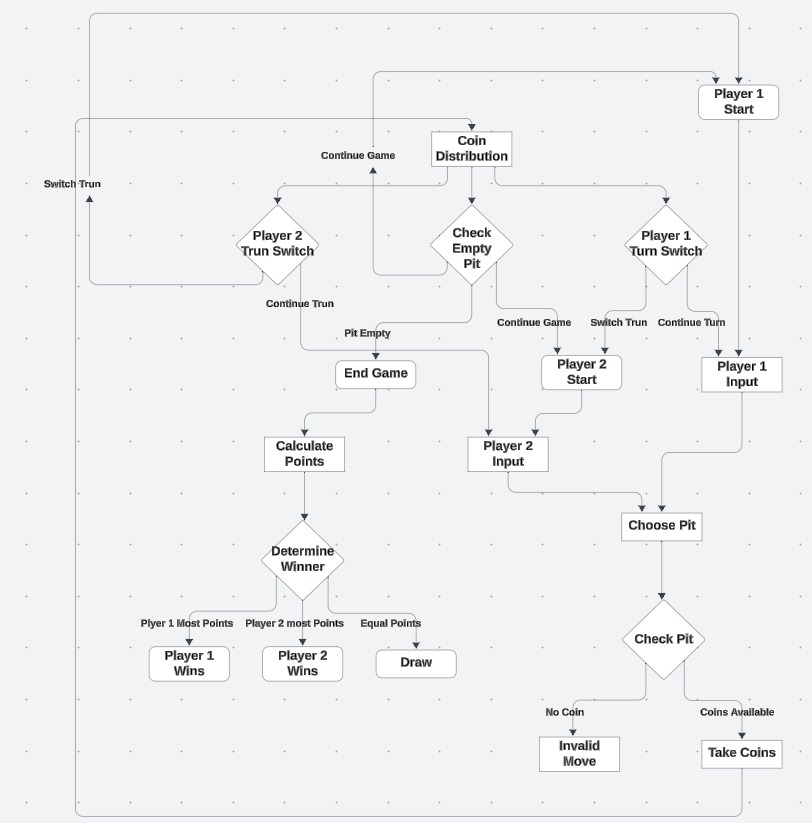 Player 1
Start
Coin
Distribution
Continue Game
Switch Trun
Player 2
Trun Switch
Check
Empty
Pit
Player 1
Turn Switch
Continue Trun
Pit Empty
Continue Game
Switch Trun
Continue Turn
End Game
Player 2
Start
Player 1
Input
Calculate
Points
Player 2
Input
Choose Pit
Determine
Winner
Plyer 1 Most Points
Player 2 most Points
Equal Points
Check Pit
Player 1
Wins
Player 2
Wins
Draw
No Coin
Coins Available
Invalid
Move
Take Coins